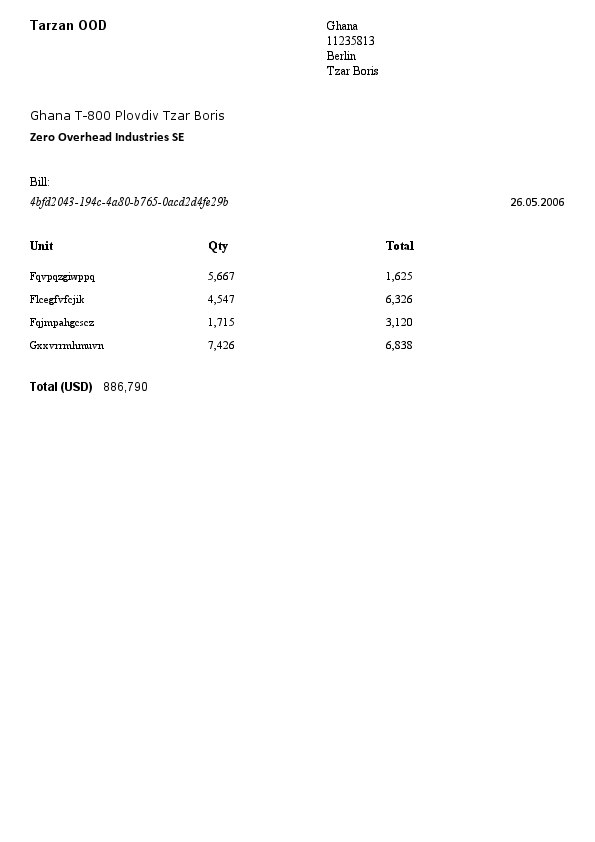 Tarzan OOD
Ghana
11235813
Berlin
Tzar Boris
Ghana T-800 Plovdiv Tzar Boris
Zero Overhead Industries SE
Bill:
4bfd2043-194c-4a80-b765-0acd2d4fe29b 26.05.2006
Unit Qty Total
Fqvpqzgiwppq 5,667 1,625
Flcegfvfcjik 4,547 6,326
Fqjmpahgcscz 1,715 3,120
Gxxvrrmhmuvn 7,426 6,838
Total (USD) 886,790